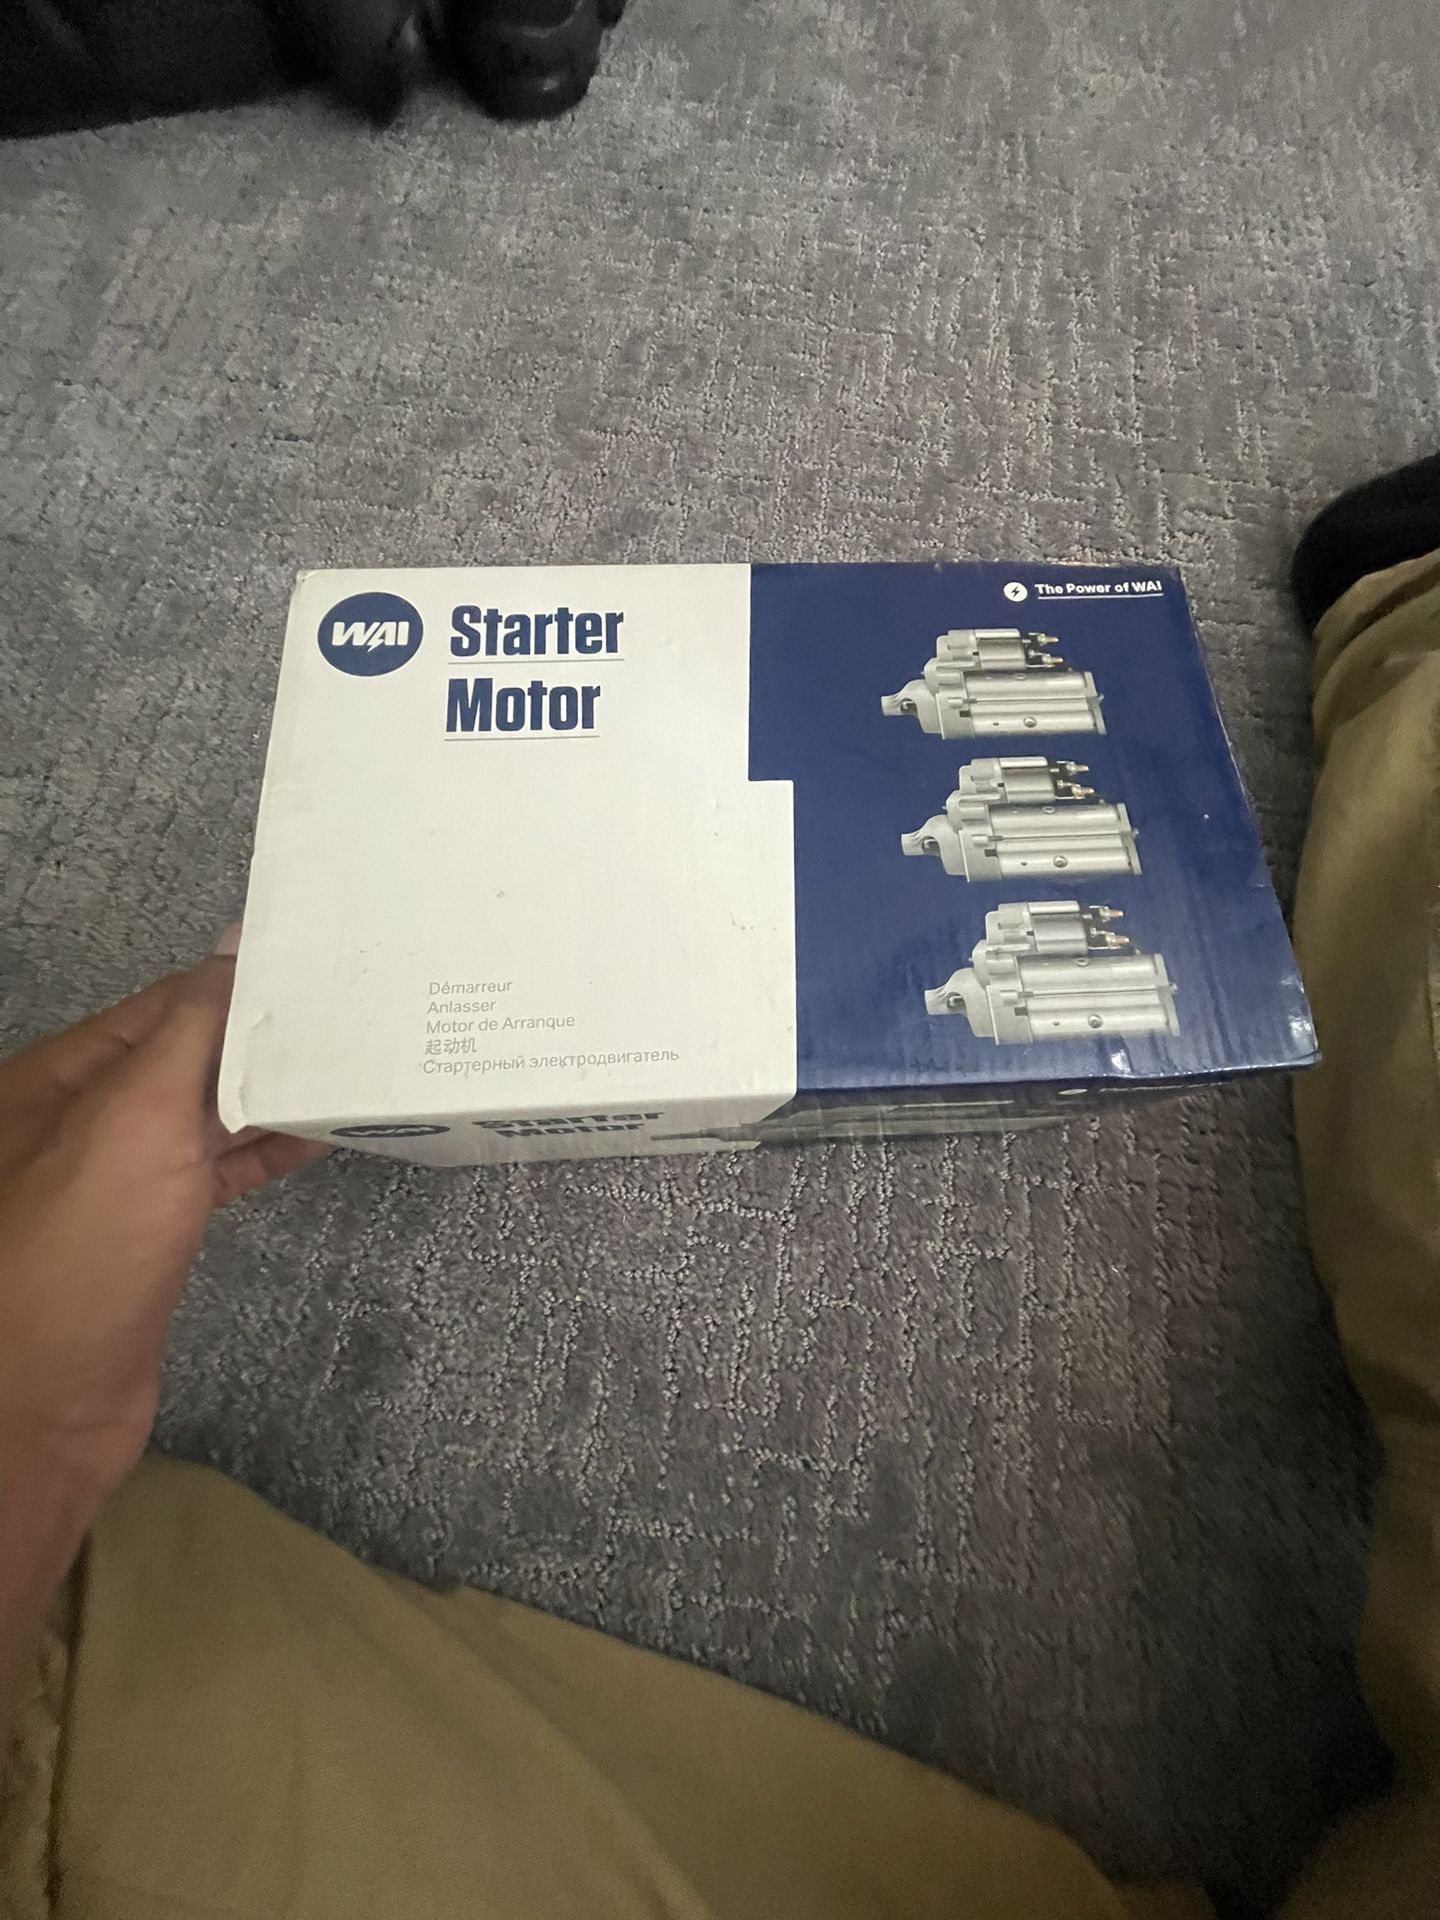 WAI
Starter
Motor
The Power of WAI
Démarreur
Anlasser
Motor de Arranque
起动机
Стартерный электродвигатель
WAI
Starter
Motor